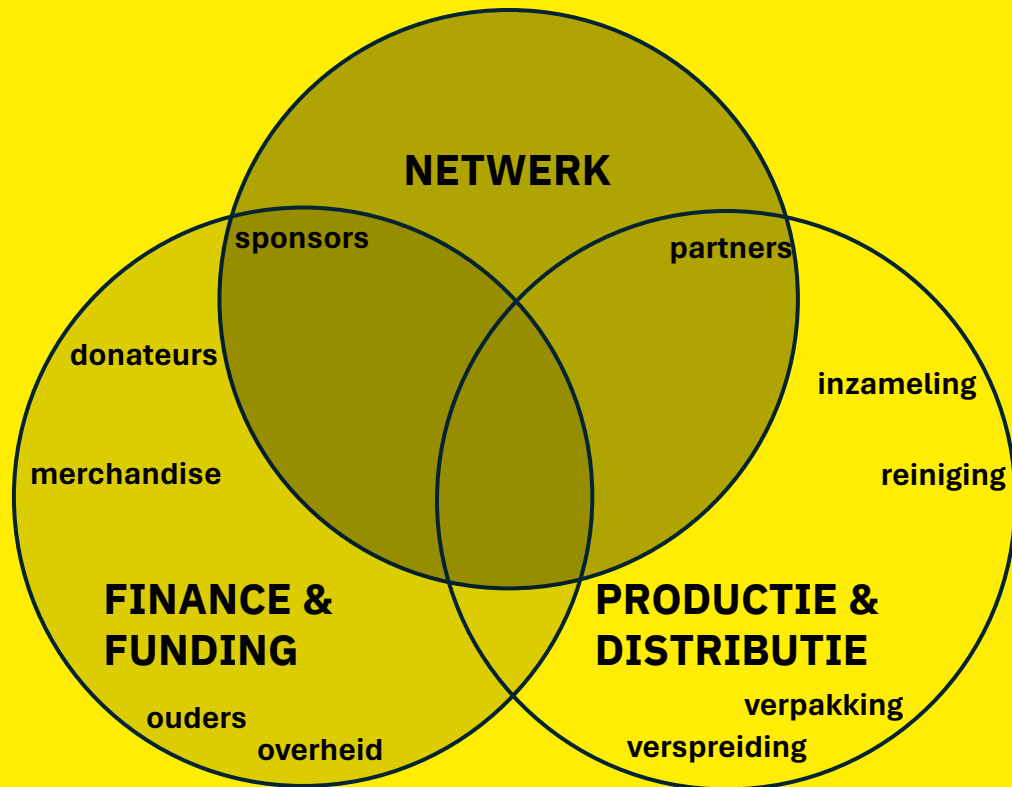 NETWERK
sponsors
partners
donateurs
inzameling
merchandise
reiniging
FINANCE &
FUNDING
PRODUCTIE &
DISTRIBUTIE
ouders
overheid
verpakking
verspreiding